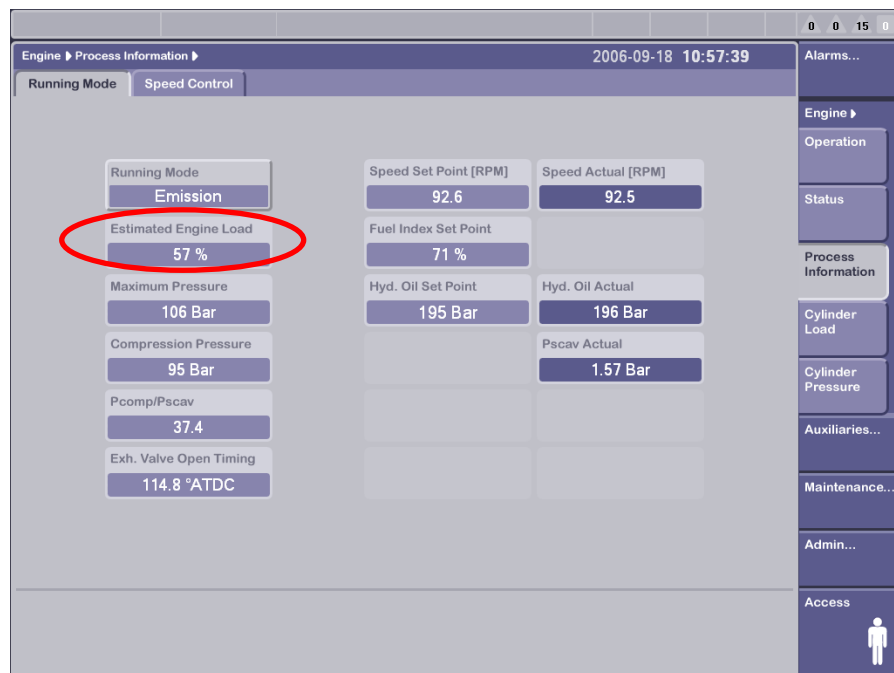 0 0 15 0
Engine Process Information
2006-09-18 10:57:39
Running Mode
Speed Control
Running Mode
Emission
Estimated Engine Load
57 %
Maximum Pressure
106 Bar
Compression Pressure
95 Bar
Pcomp/Pscav
37.4
Exh. Valve Open Timing
114.8 °ATDC
Speed Set Point [RPM]
92.6
Fuel Index Set Point
71 %
Hyd. Oil Set Point
195 Bar
Speed Actual [RPM]
92.5
Hyd. Oil Actual
196 Bar
Pscav Actual
1.57 Bar
Alarms...
Engine
Operation
Status
Process
Information
Cylinder
Load
Cylinder
Pressure
Auxiliaries...
Maintenance...
Admin...
Access